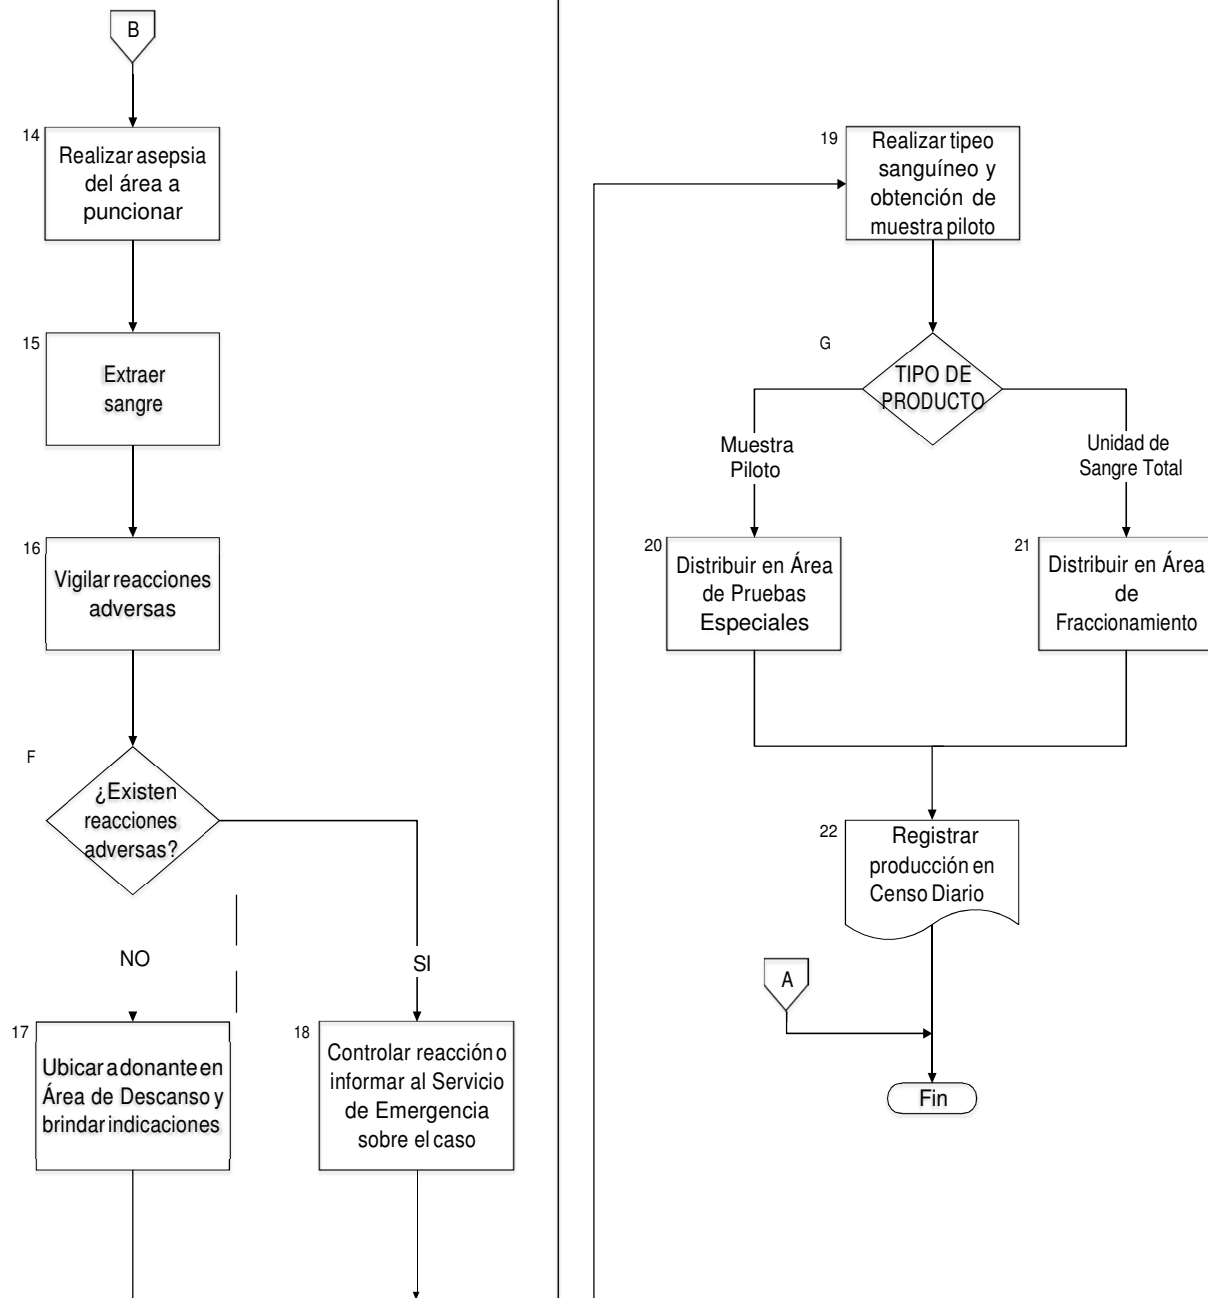 B
14
Realizar asepsia
del área a
puncionar
15
Extraer
sangre
16
Vigilar reacciones
adversas
F
¿Existen
reacciones
adversas?
NO
SI
17
Ubicar a donante en
Área de Descanso y
brindar indicaciones
18
Controlar reacción o
informar al Servicio
de Emergencia
sobre el caso
19
Realizar tipeo
sanguíneo y
obtención de
muestra piloto
G
TIPO DE
PRODUCTO
Muestra
Piloto
Unidad de
Sangre Total
20
Distribuir en Área
de Pruebas
Especiales
21
Distribuir en Área
de
Fraccionamiento
22
Registrar
producción en
Censo Diario
A
Fin